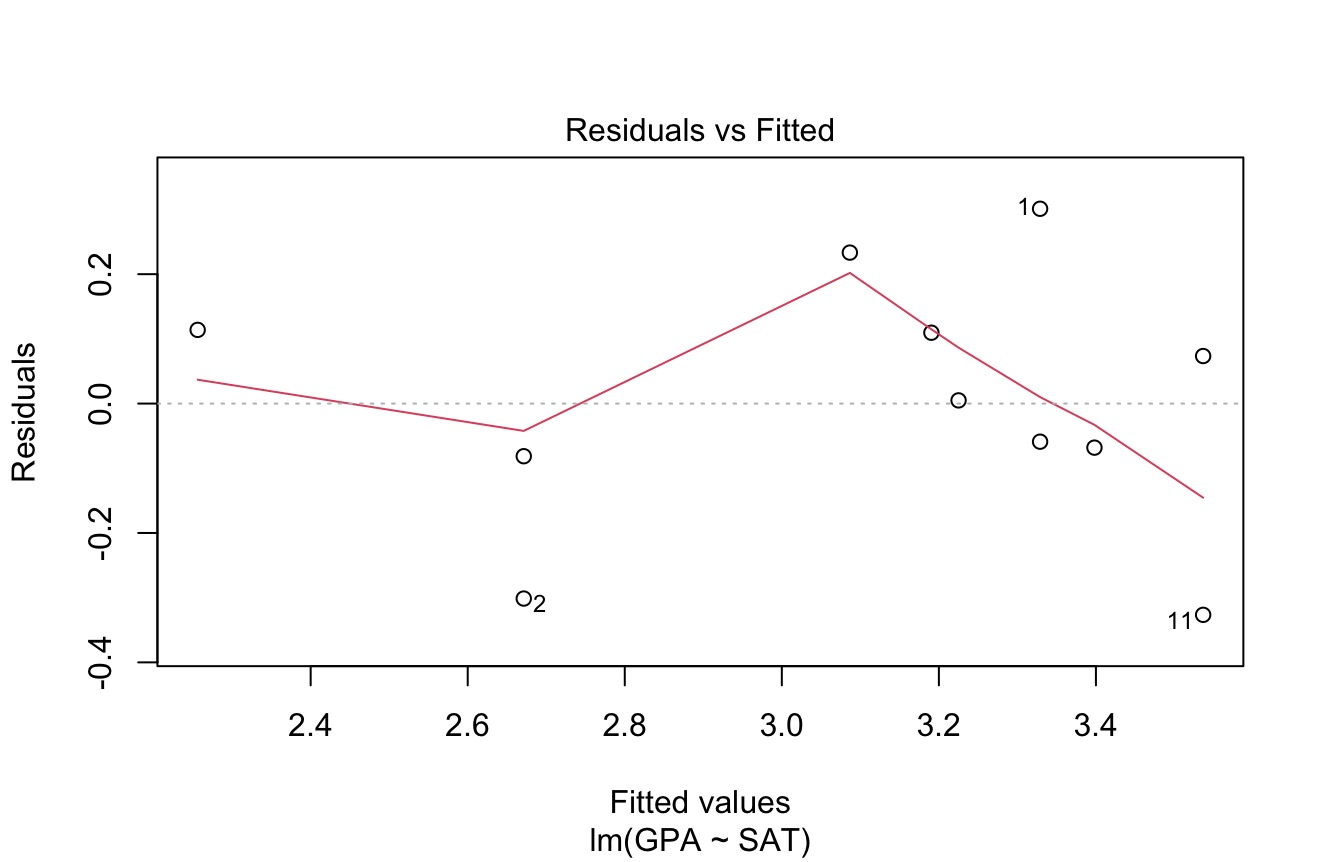 Residuals vs Fitted
Residuals
0.2
0.0
-0.2
-0.4
1
2
11
2.4 2.6 2.8 3.0 3.2 3.4
Fitted values
lm(GPA ~ SAT)